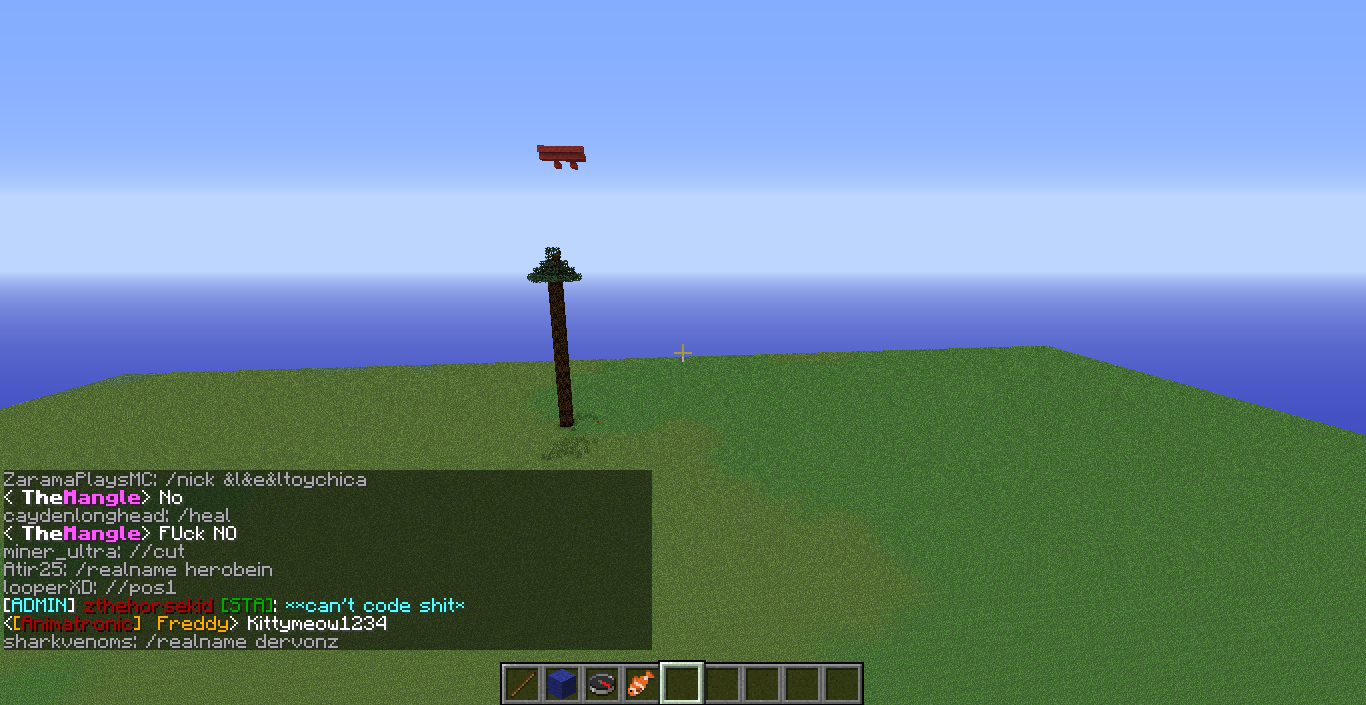 ZaramaPlaysMC: /nick &l&e&ltoychica
< TheMangle> No
caydenlonghead: /heal
< TheMangle> FUck NO
miner_ultra: //cut
Atir25: /realname herobein
looperXD: //pos1
[ADMIN] zthehorsekid [STA]: **can't code shit*
<[Animatronic] Freddy> Kittymeow1234
sharkvenoms: /realname dervonz